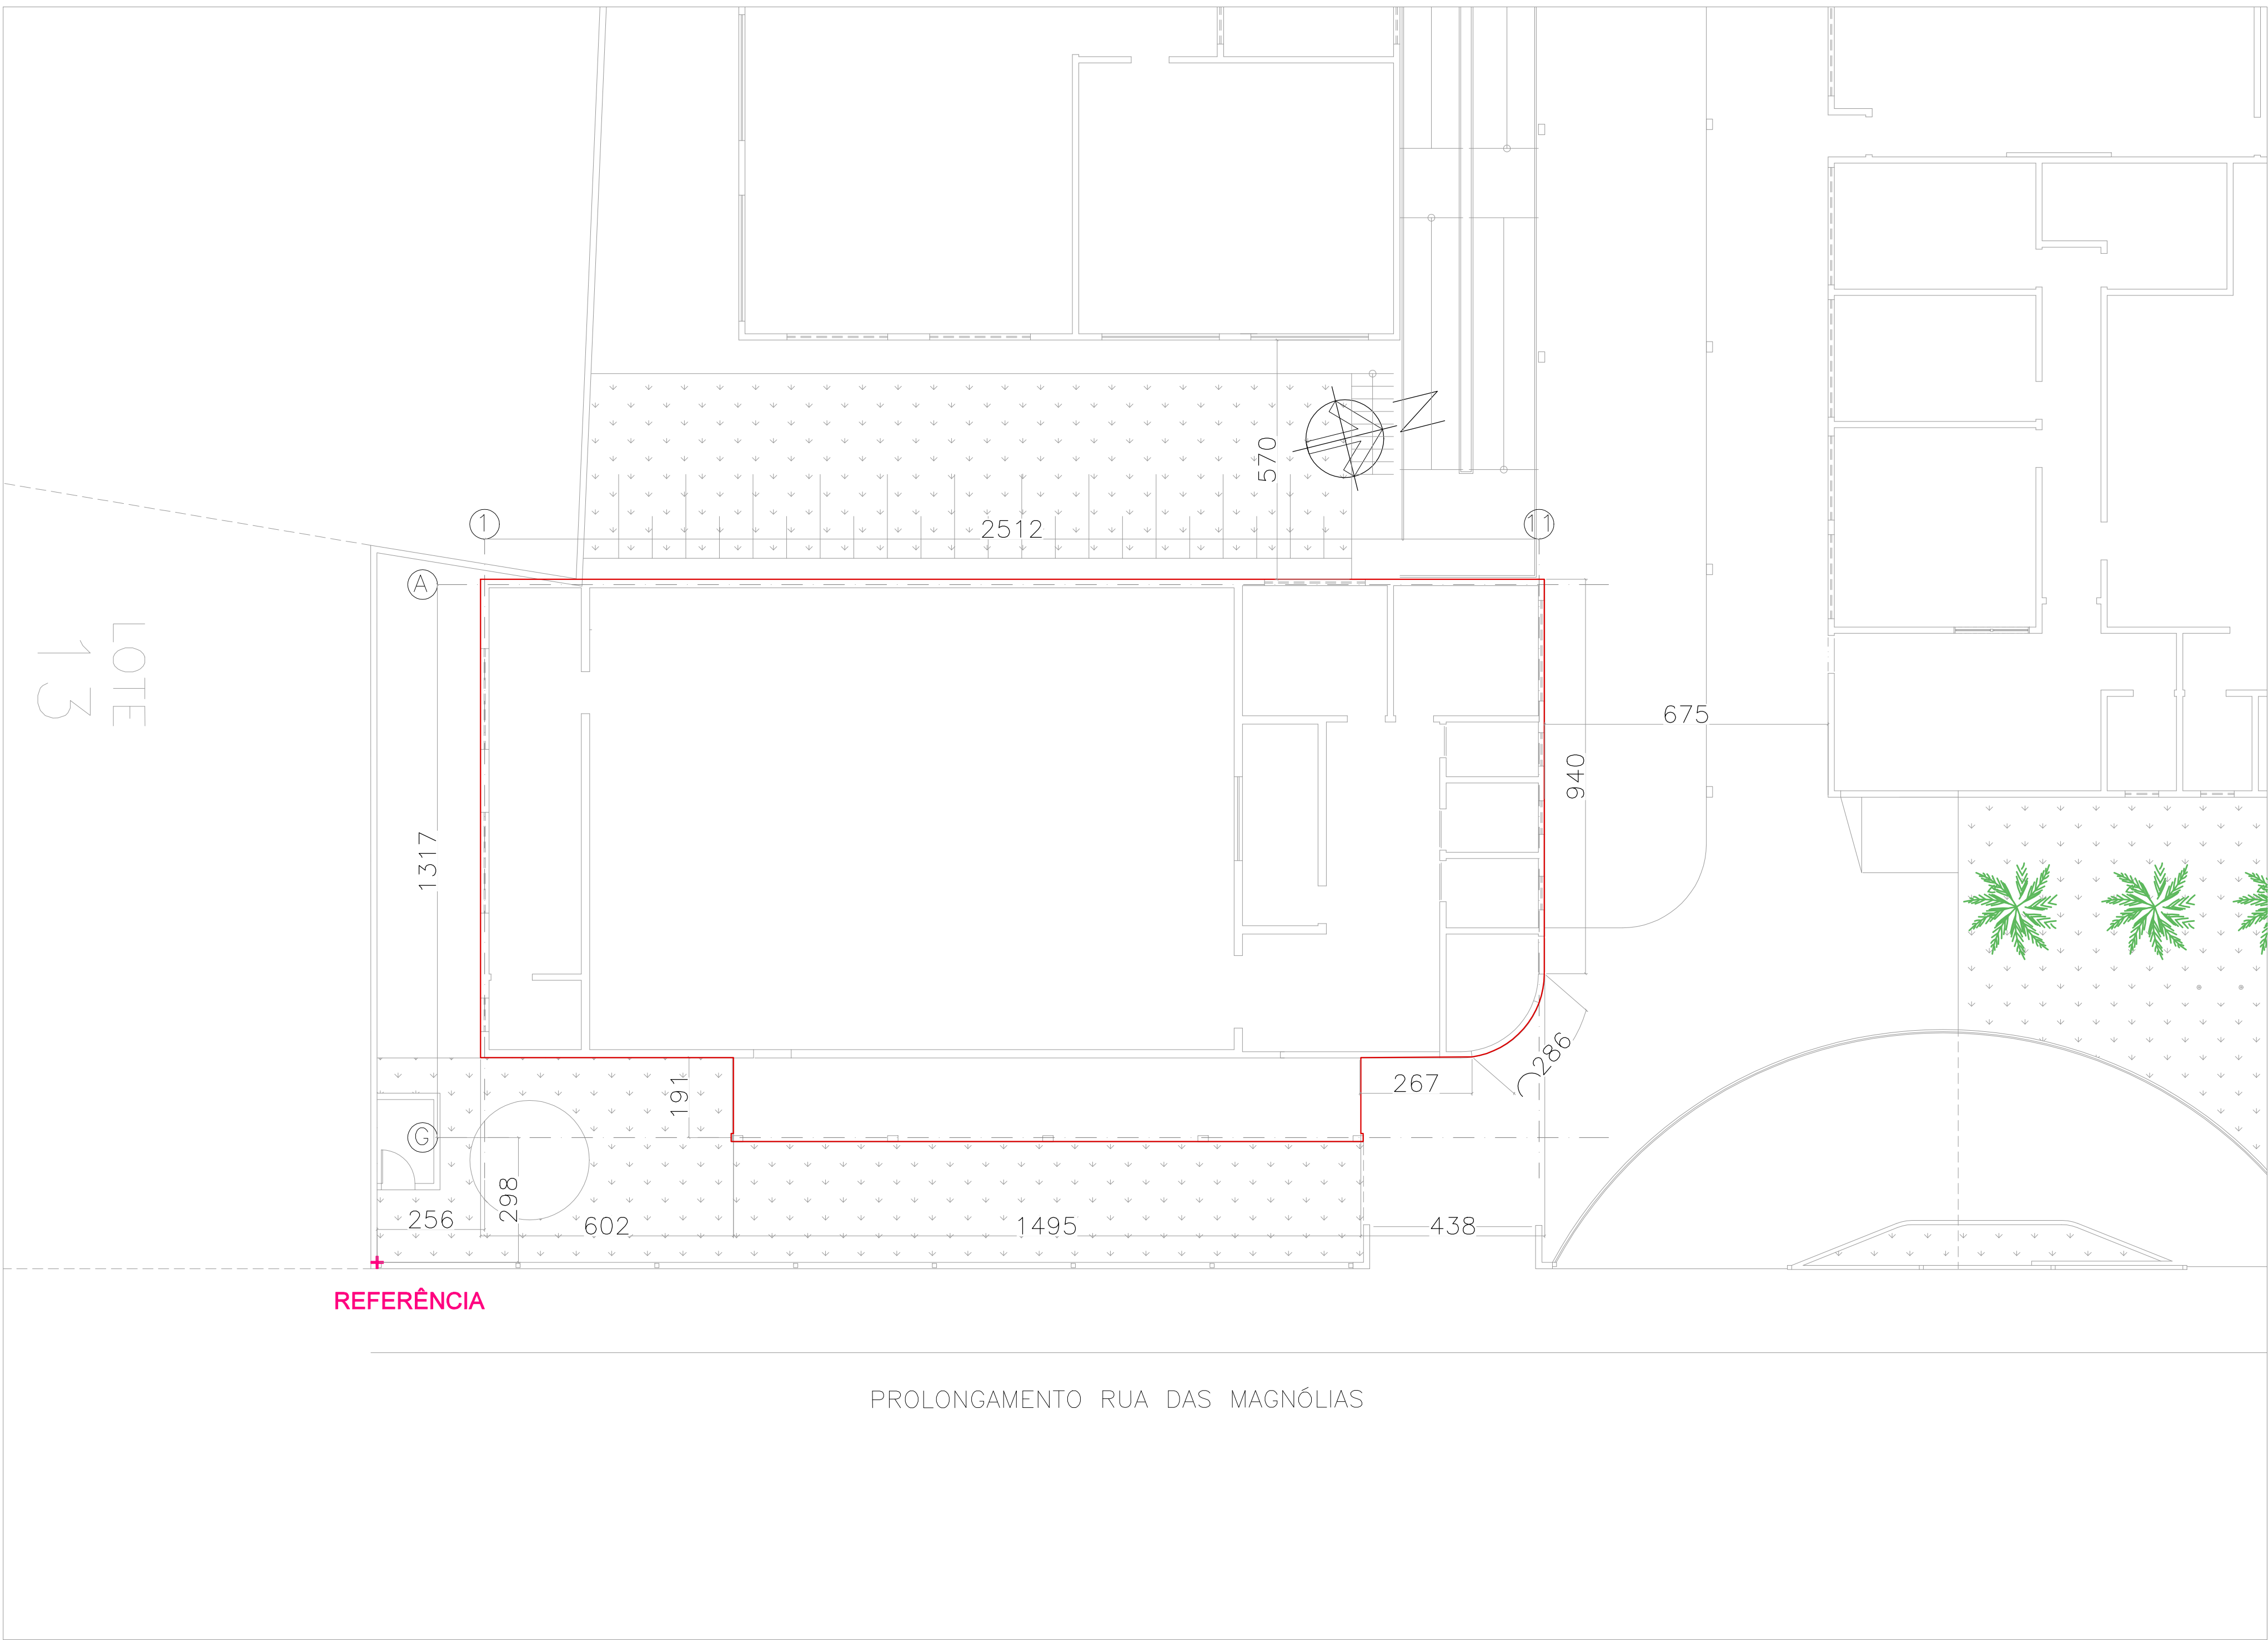 570
1
2512
11
A
LOTE
13
675
940
1317
267
286
191
G
298
256
602
1495
438
REFERÊNCIA
PROLONGAMENTO RUA DAS MAGNÓLIAS
N